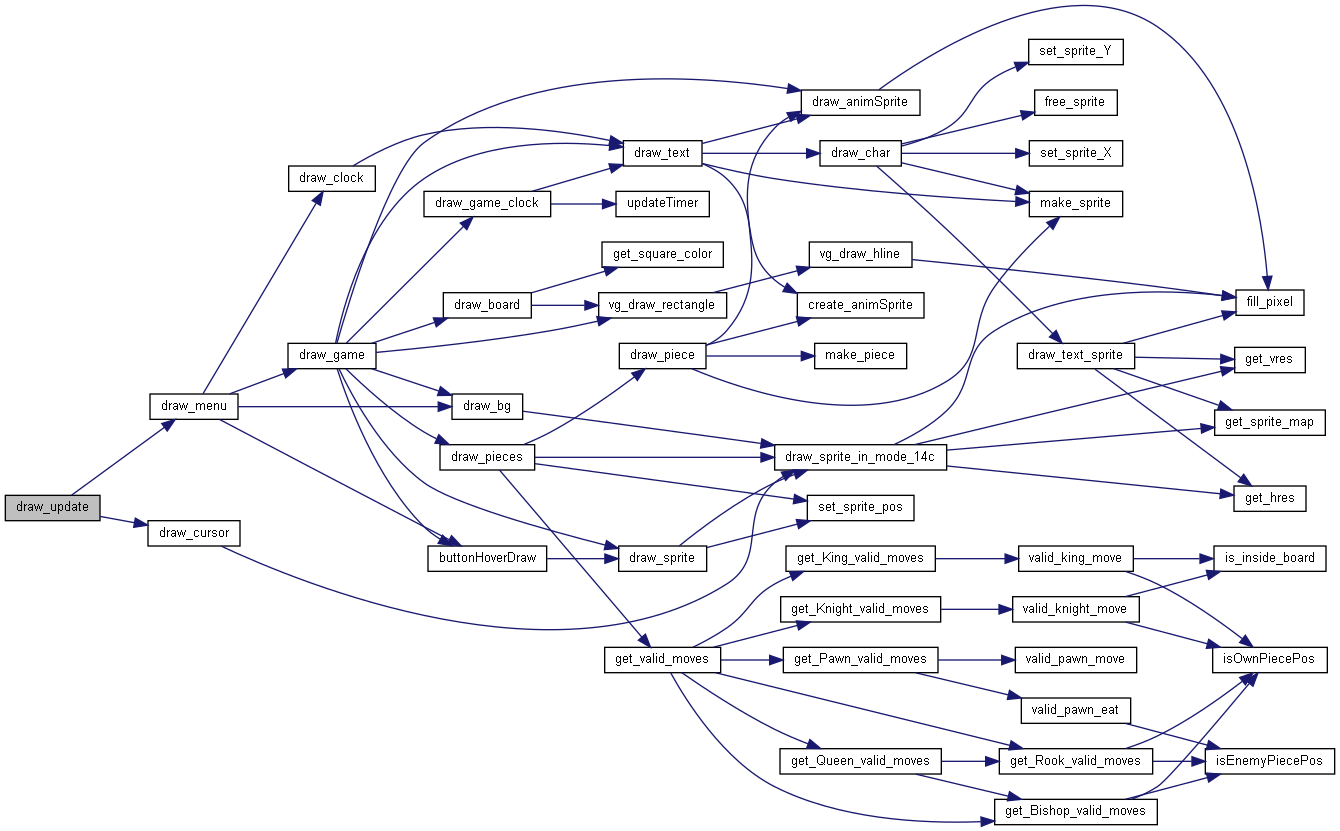 set_sprite_Y
draw_animSprite
free_sprite
draw_text
draw_char
set_sprite_X
draw_clock
draw_game_clock
updateTimer
make_sprite
get_square_color
vg_draw_hline
draw_board
vg_draw_rectangle
create_animSprite
fill_pixel
draw_game
draw_piece
make_piece
draw_text_sprite
get_vres
draw_menu
draw_bg
get_sprite_map
draw_pieces
draw_sprite_in_mode_14c
draw_update
set_sprite_pos
get_hres
draw_cursor
buttonHoverDraw
draw_sprite
get_King_valid_moves
valid_king_move
is_inside_board
get_Knight_valid_moves
valid_knight_move
get_valid_moves
get_Pawn_valid_moves
valid_pawn_move
isOwnPiecePos
valid_pawn_eat
get_Queen_valid_moves
get_Rook_valid_moves
isEnemyPiecePos
get_Bishop_valid_moves